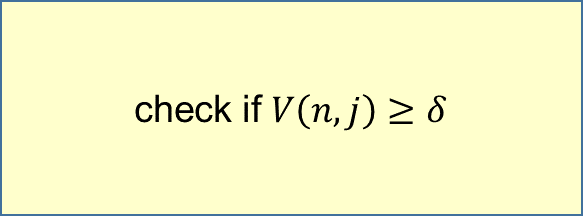 check if V(n, j) ≥ δ